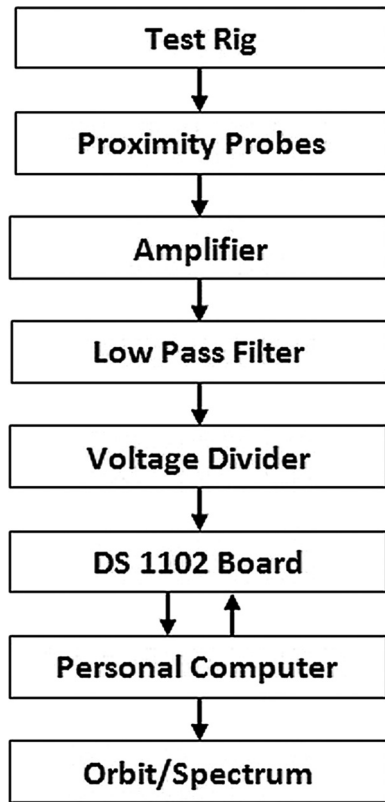 Test Rig
Proximity Probes
Amplifier
Low Pass Filter
Voltage Divider
DS 1102 Board
Personal Computer
Orbit/Spectrum